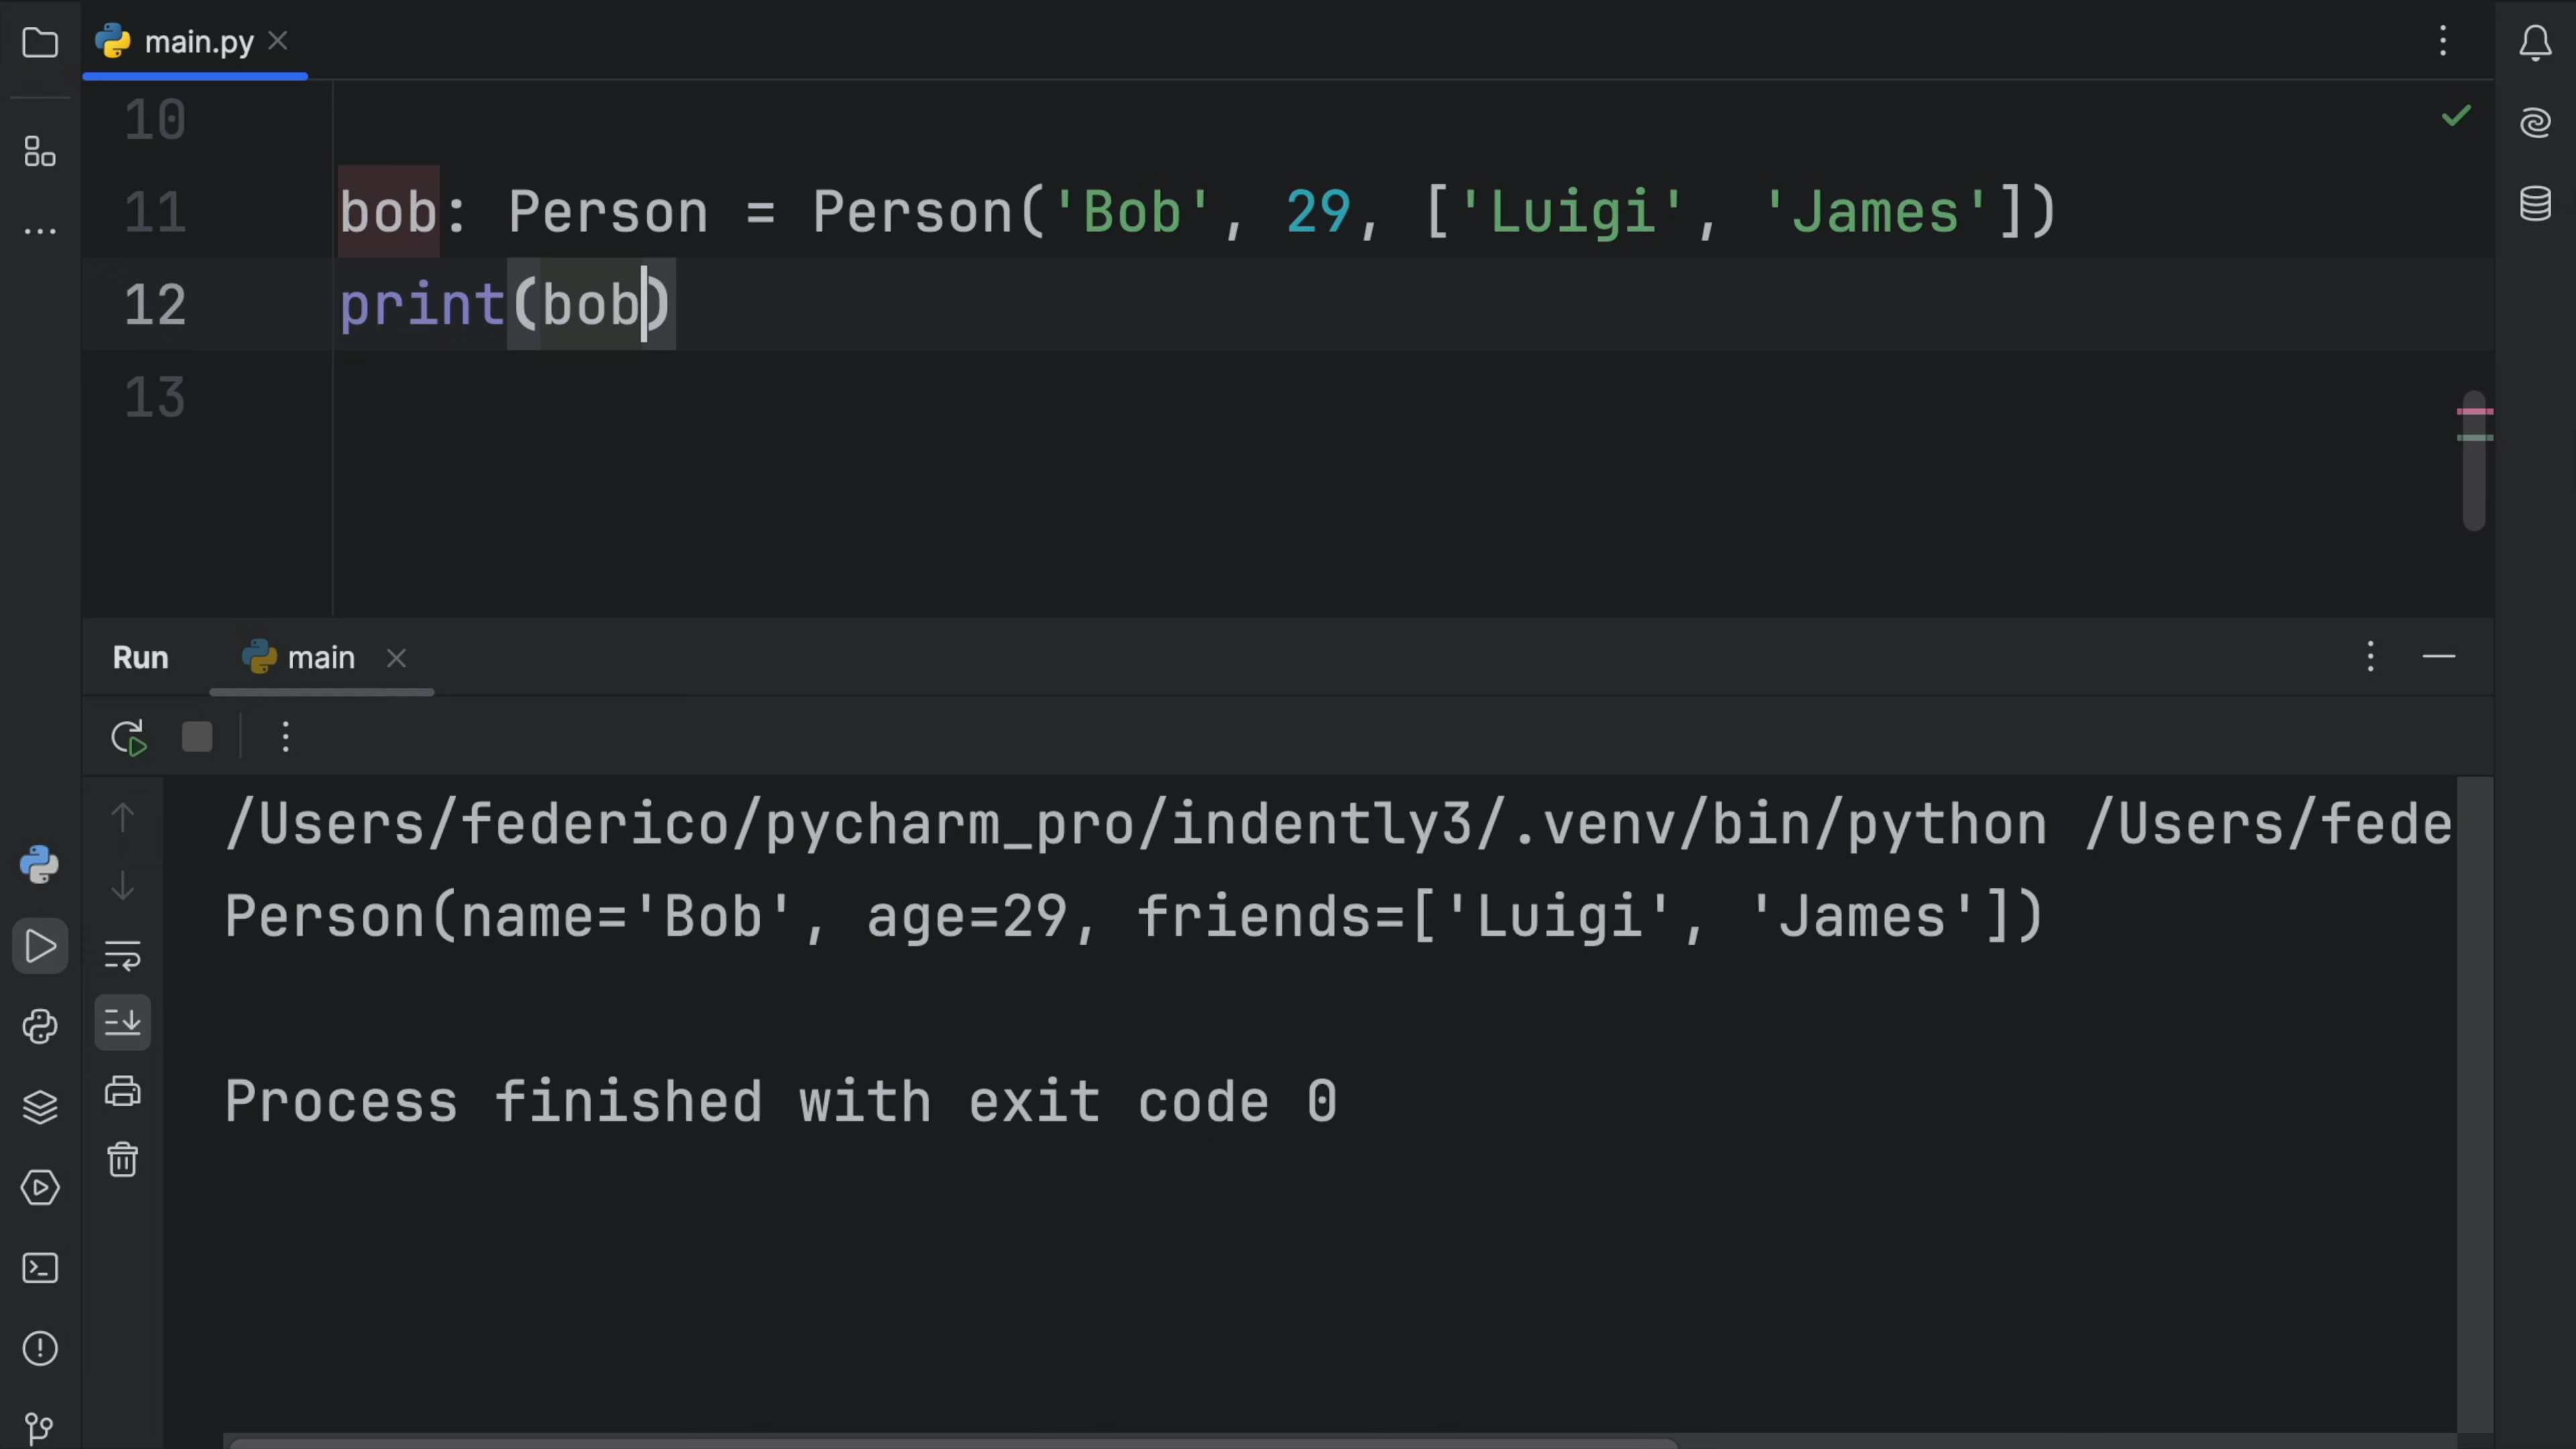 main.py
10
11 bob: Person = Person('Bob', 29, ['Luigi', 'James'])
12 print(bob)
13
Run main
/Users/federico/pycharm_pro/indently3/.venv/bin/python /Users/fede
Person(name='Bob', age=29, friends=['Luigi', 'James'])
Process finished with exit code 0